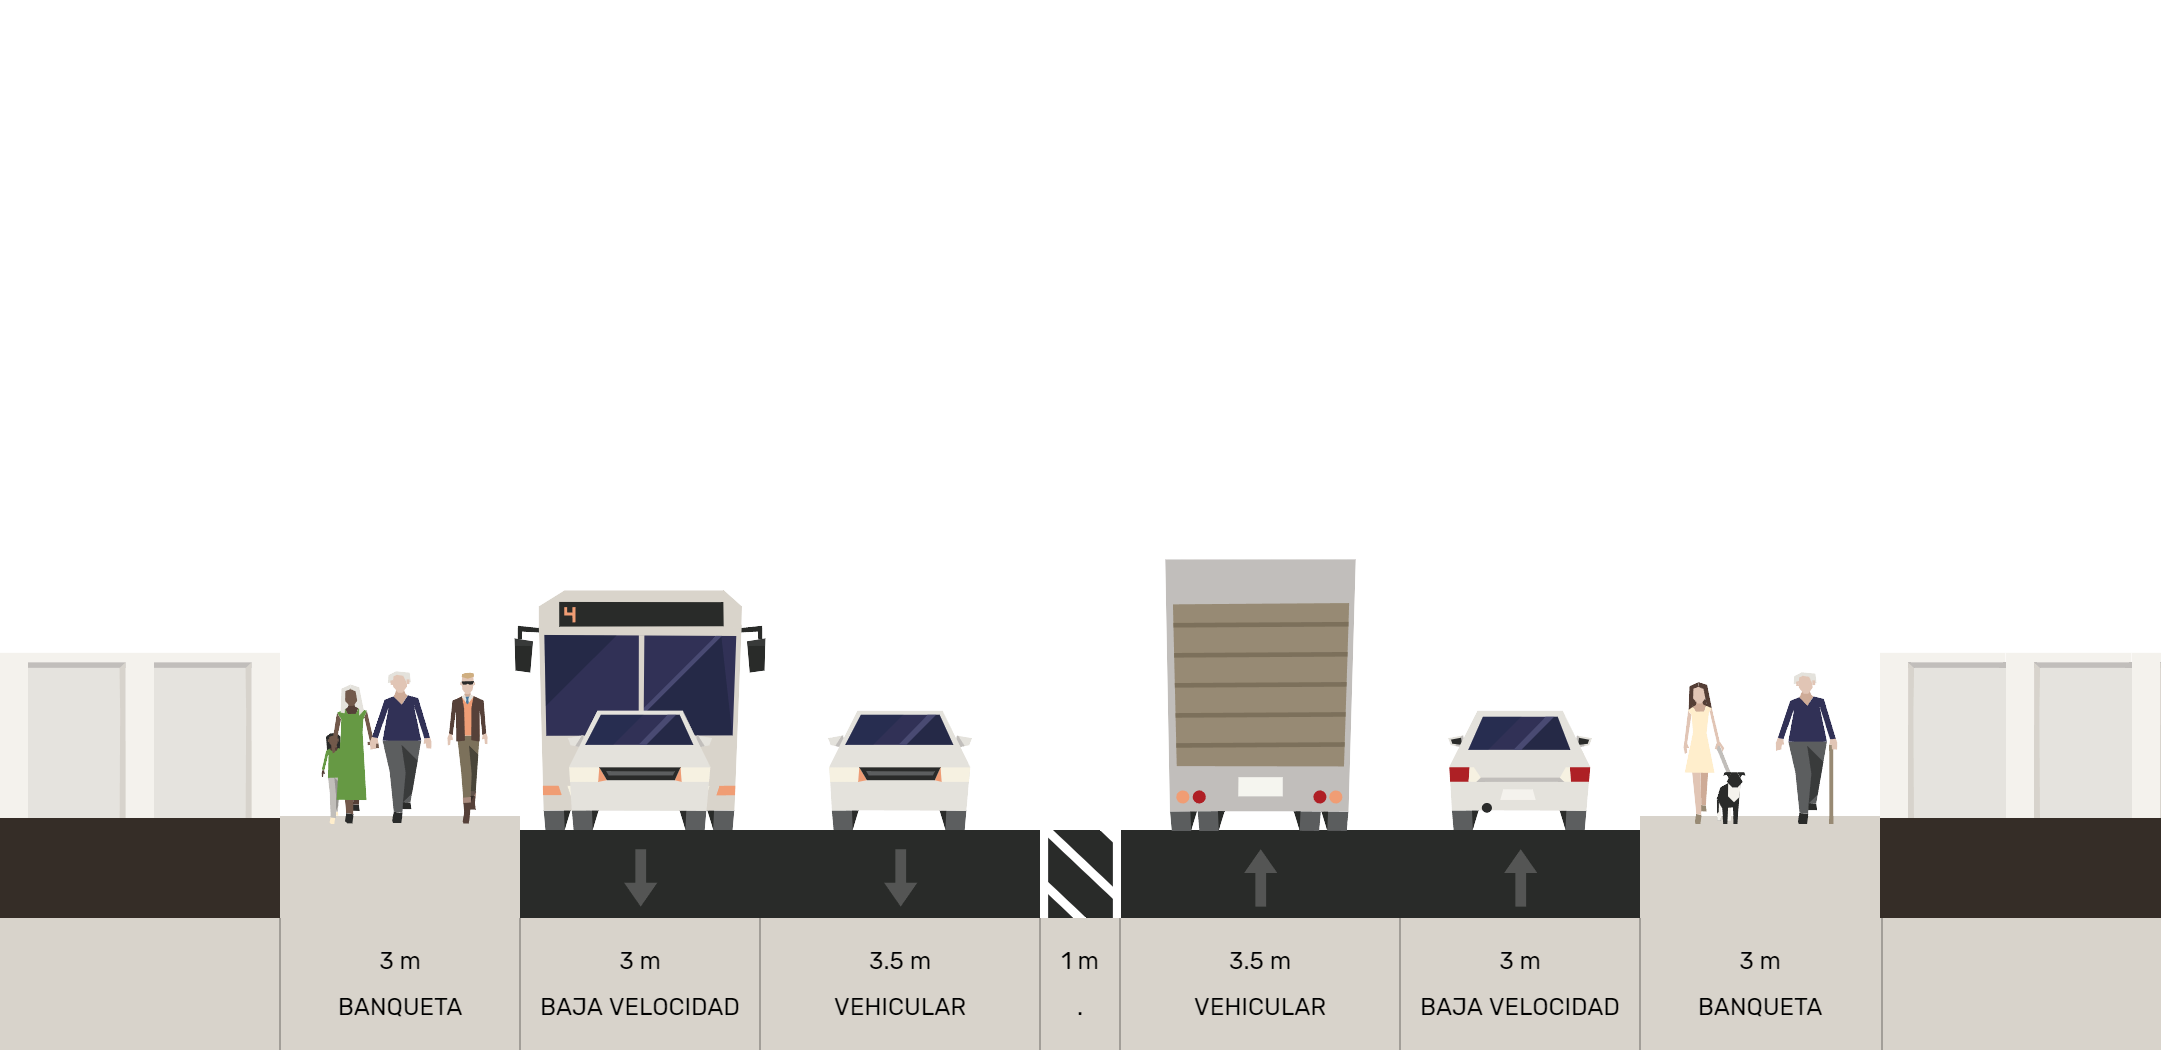 4
3 m
BANQUETA
3 m
BAJA VELOCIDAD
3.5 m
VEHICULAR
1 m
.
3.5 m
VEHICULAR
3 m
BAJA VELOCIDAD
3 m
BANQUETA